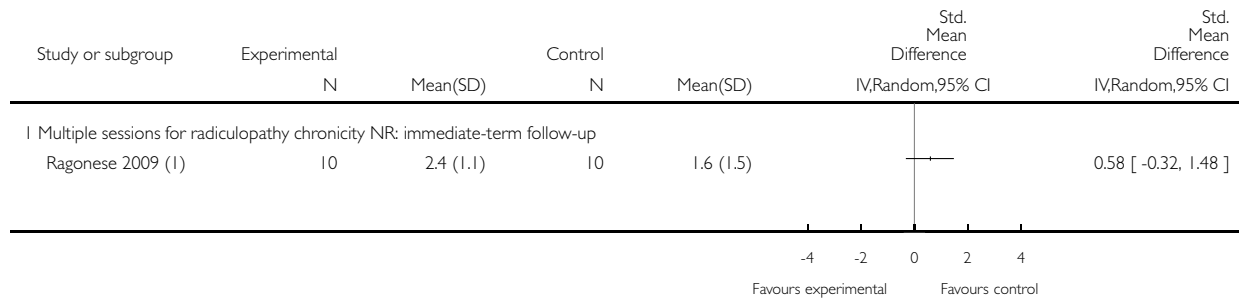 Study or subgroup Experimental Control Std. Mean Difference Std. Mean Difference
N Mean(SD) N Mean(SD) IV,Random,95% CI IV,Random,95% CI
1 Multiple sessions for radiculopathy chronicity NR: immediate-term follow-up
Ragonese 2009 (1) 10 2.4 (1.1) 10 1.6 (1.5) 0.58 [ -0.32, 1.48 ]
-4 -2 0 2 4
Favours experimental Favours control